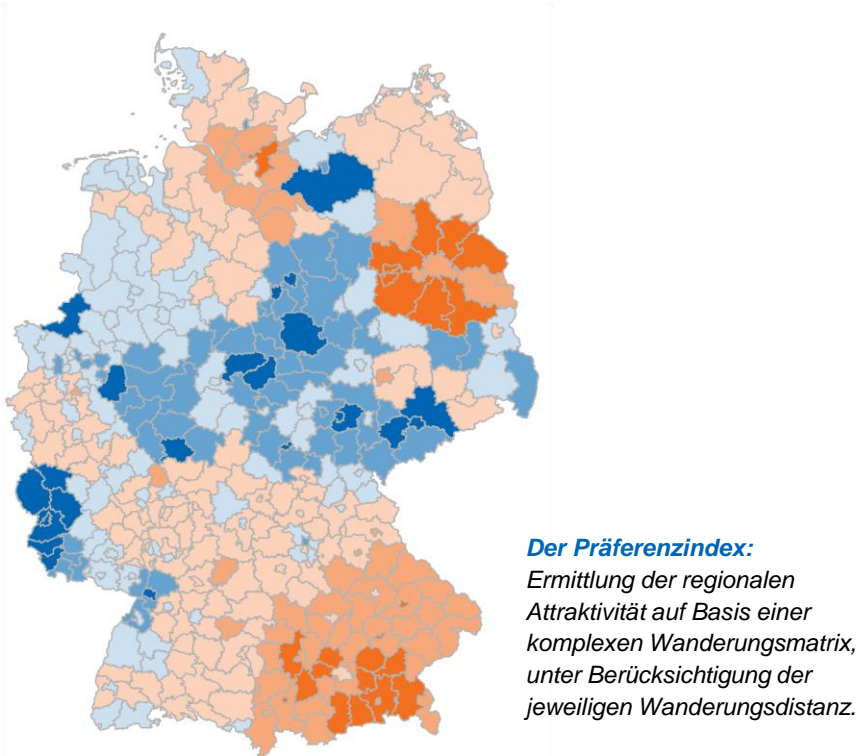 Der Präferenzindex:
Ermittlung der regionalen
Attraktivität auf Basis einer
komplexen Wanderungsmatrix,
unter Berücksichtigung der
jeweiligen Wanderungsdistanz.